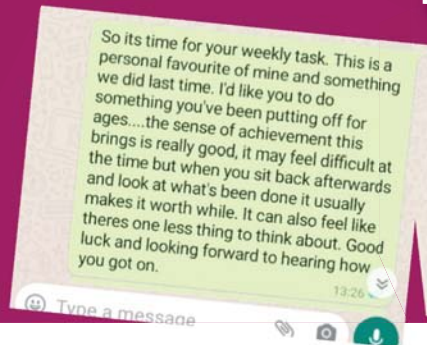 So its time for your weekly task. This is a
personal favourite of mine and something
we did last time. I'd like you to do
something you've been putting off for
ages....the sense of achievement this
brings is really good, it may feel difficult at
the time but when you sit back afterwards
and look at what's been done it usually
makes it worth while. It can also feel like
theres one less thing to think about. Good
luck and looking forward to hearing how
you got on.
13:26
Type a message